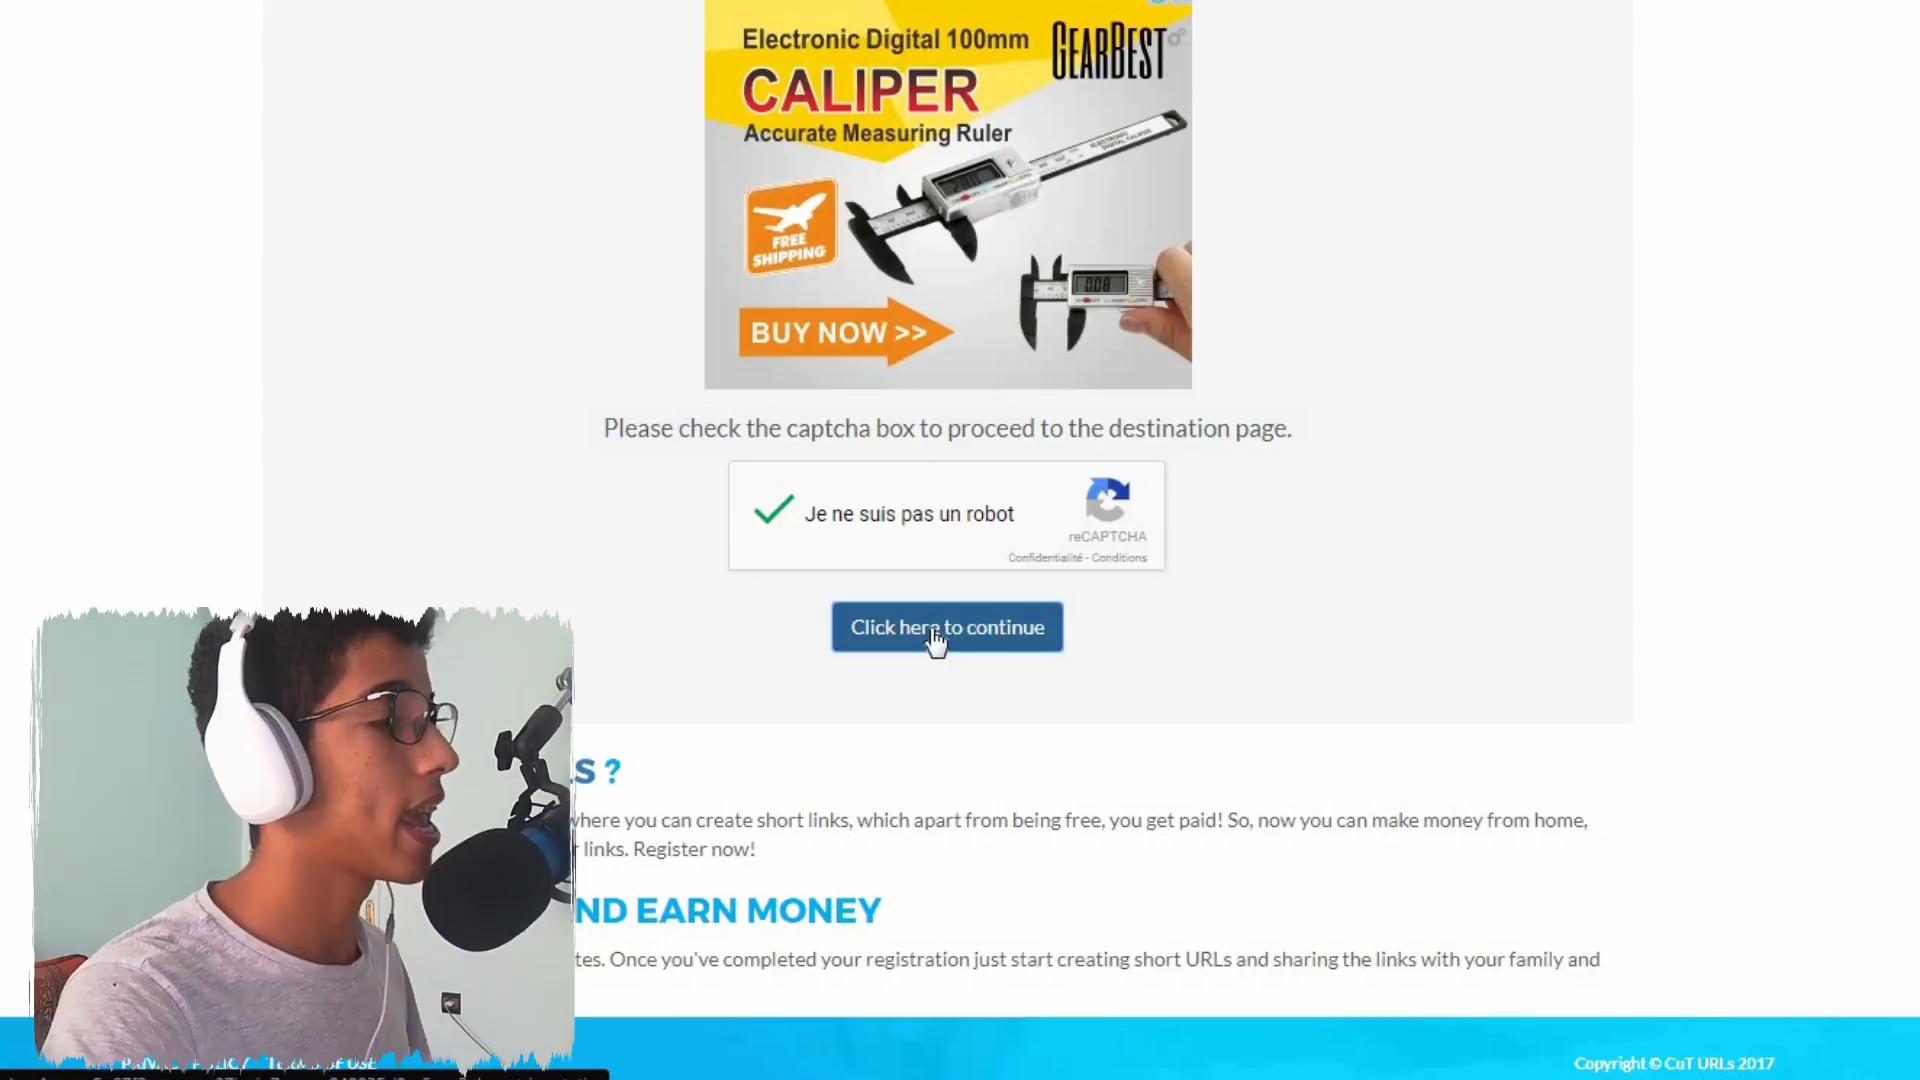 Electronic Digital 100mm
GEARBEST
CALIPER
Accurate Measuring Ruler
FREE
SHIPPING
BUY NOW >>
0.08
Please check the captcha box to proceed to the destination page.
Je ne suis pas un robot
reCAPTCHA
Confidentialité - Conditions
Click here to continue
S ?
where you can create short links, which apart from being free, you get paid! So, now you can make money from home,
links. Register now!
ND EARN MONEY
tes. Once you've completed your registration just start creating short URLs and sharing the links with your family and
Copyright © CuT URLs 2017